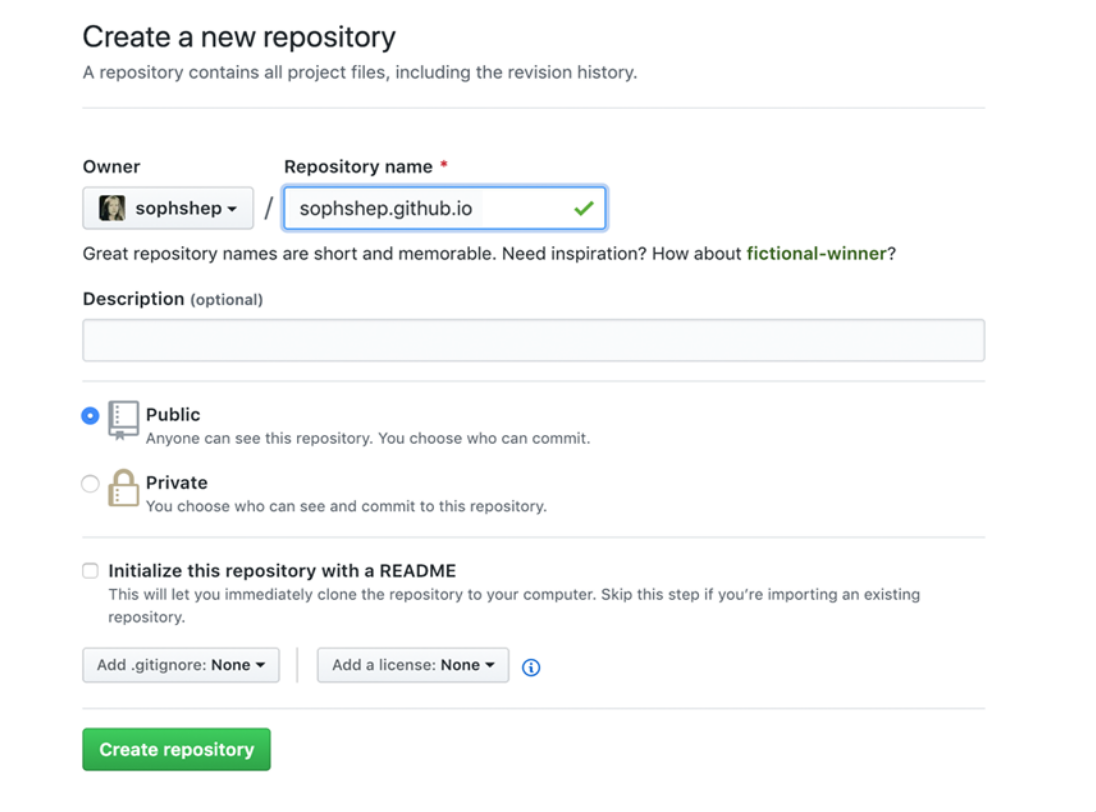 Create a new repository
A repository contains all project files, including the revision history.
Owner Repository name *
sophshep / sophshep.github.io
Great repository names are short and memorable. Need inspiration? How about fictional-winner?
Description (optional)
Public
Anyone can see this repository. You choose who can commit.
Private
You choose who can see and commit to this repository.
Initialize this repository with a README
This will let you immediately clone the repository to your computer. Skip this step if you’re importing an existing
repository.
Add .gitignore: None Add a license: None
Create repository